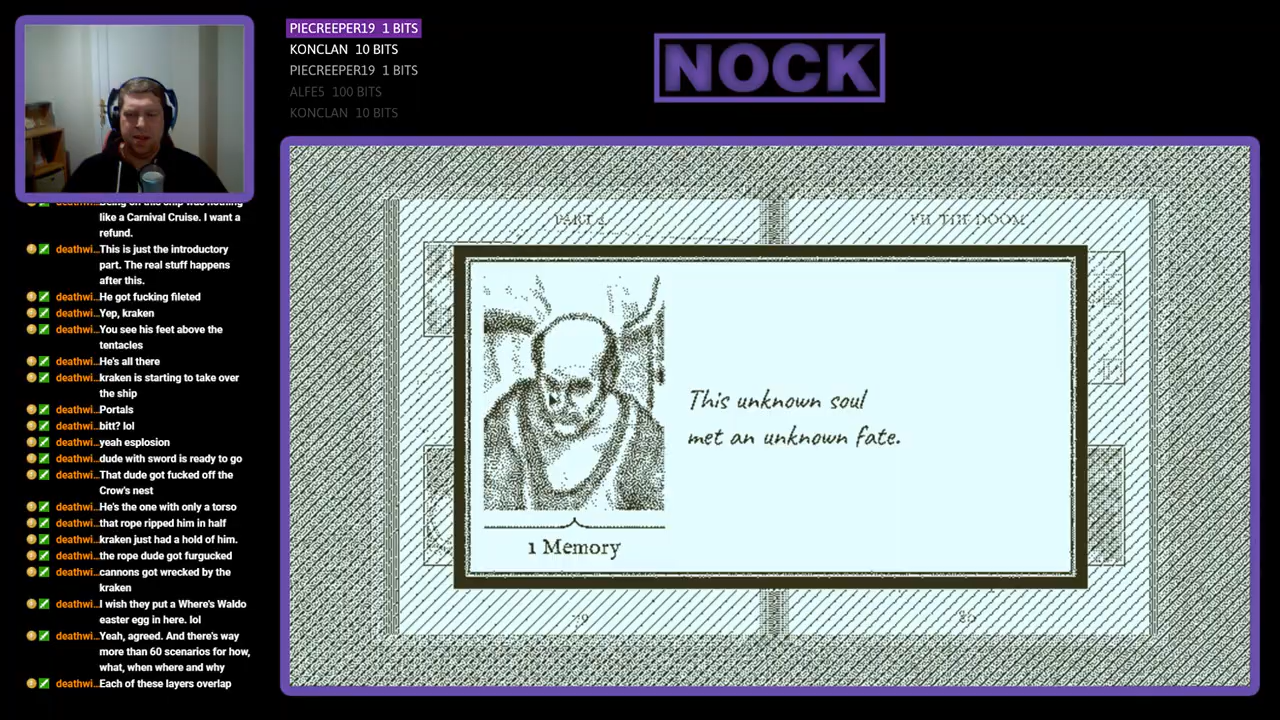 PIECREEPER19 1 BITS
KONCLAN 10 BITS
PIECREEPER19 1 BITS
ALFE5 100 BITS
KONCLAN 10 BITS
NOCK
deathwi...Being on this ship was nothing
like a Carnival Cruise. I want a
refund.
deathwi...This is just the introductory
part. The real stuff happens
after this.
deathwi...He got fucking fileted
deathwi...Yep, kraken
deathwi...You see his feet above the
tentacles
deathwi...He's all there
deathwi...kraken is starting to take over
the ship
deathwi...Portals
deathwi...bitt? lol
deathwi...yeah esplosion
deathwi...dude with sword is ready to go
deathwi...That dude got fucked off the
Crow's nest
deathwi...He's the one with only a torso
deathwi...that rope ripped him in half
deathwi...kraken just had a hold of him.
deathwi...the rope dude got furgucked
deathwi...cannons got wrecked by the
kraken
deathwi...I wish they put a Where's Waldo
easter egg in here. lol
deathwi...Yeah, agreed. And there's way
more than 60 scenarios for how,
what, when where and why
deathwi...Each of these layers overlap
VII. THE DOOM
This unknown soul
met an unknown fate.
1 Memory